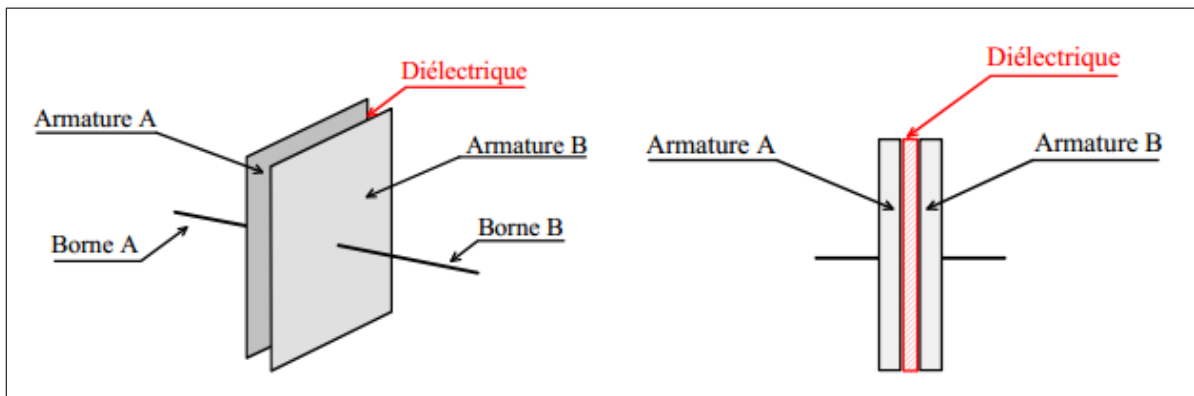 Diélectrique
Armature A
Armature B
Borne A
Borne B
Diélectrique
Armature A
Armature B